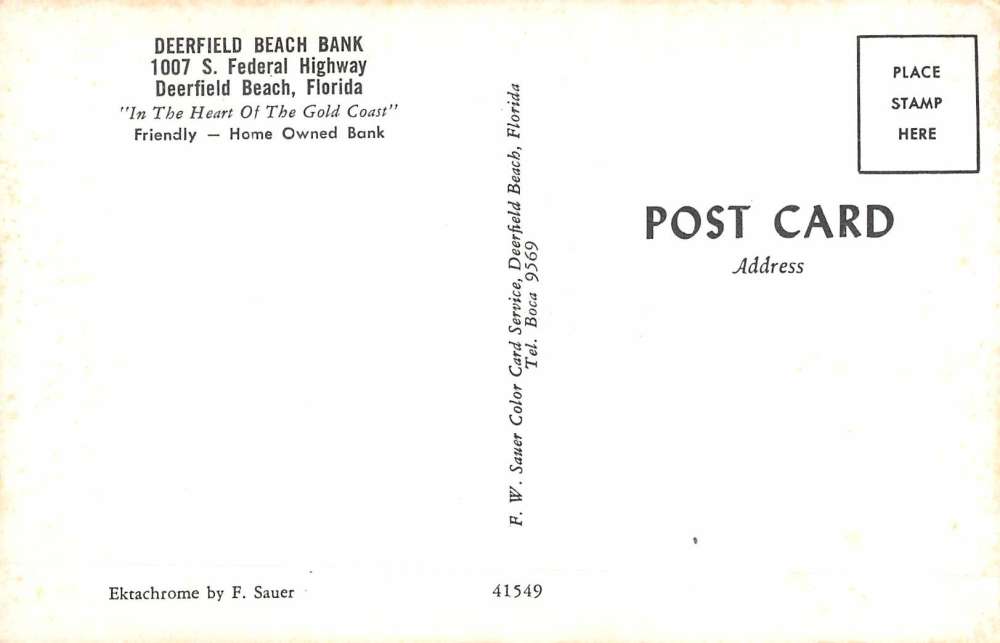 DEERFIELD BEACH BANK
1007 S. Federal Highway
Deerfield Beach, Florida
"In The Heart Of The Gold Coast"
Friendly — Home Owned Bank
F. W. Sauer Color Card Service, Deerfield Beach, Florida
Tel. Boca 9569
PLACE
STAMP
HERE
POST CARD
Address
Ektachrome by F. Sauer
41549